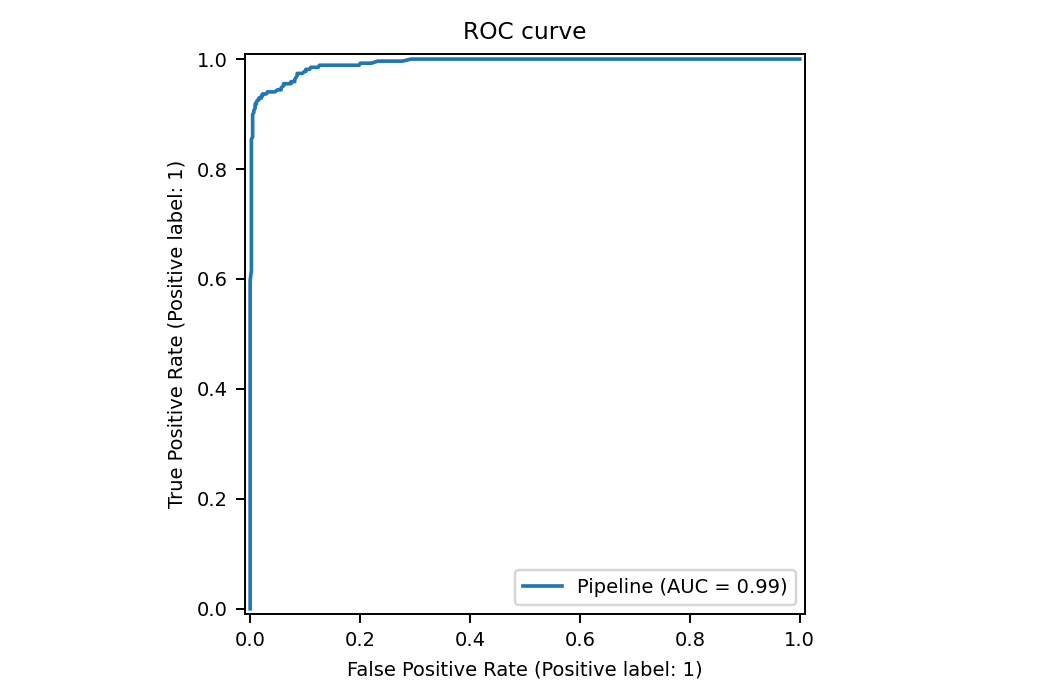 ROC curve
1.0
0.8
0.6
0.4
0.2
0.0
True Positive Rate (Positive label: 1)
Pipeline (AUC = 0.99)
0.0 0.2 0.4 0.6 0.8 1.0
False Positive Rate (Positive label: 1)